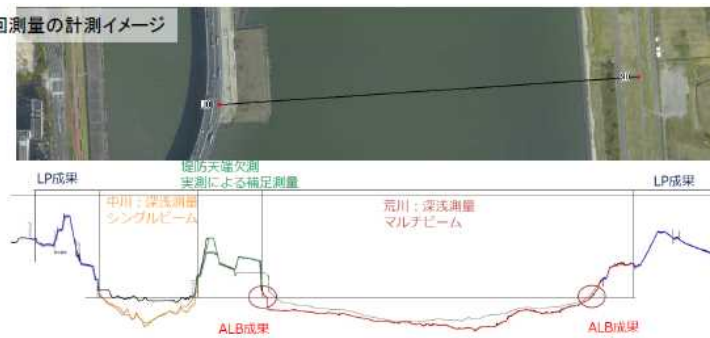 回測量の計測イメージ
堤防天端欠測
LP成果
実測による補足測量
LP成果
中川:深浅測量
シングルビーム
荒川:深浅測量
マルチビーム
ALB成果
ALB成果